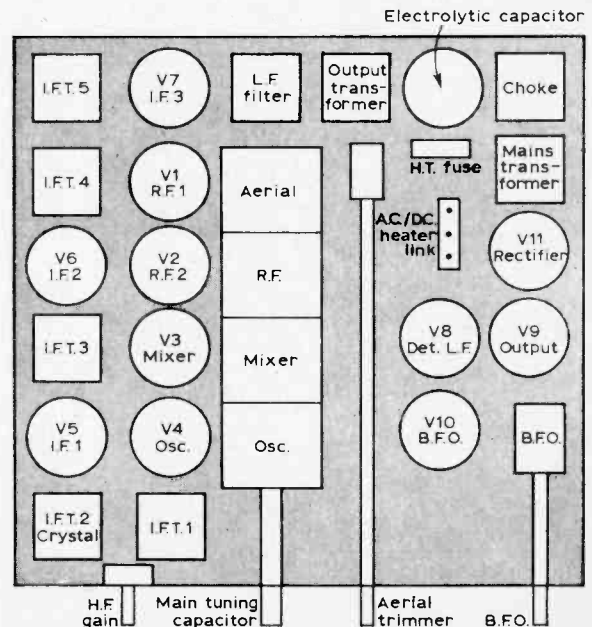 Electrolytic capacitor
I.F.T. 5
V7
I.F. 3
L.F.
filter
Output
trans-
former
Choke
I.F.T. 4
V1
R.F. 1
Aerial
H.T. fuse
Mains
trans-
former
A.C./D.C.
heater
link
V6
I.F. 2
V2
R.F. 2
R.F.
V11
Rectifier
I.F.T. 3
V3
Mixer
Mixer
V8
Det. L.F.
V9
Output
V5
I.F. 1
V4
Osc.
Osc.
V10
B.F.O.
B.F.O.
I.F.T. 2
Crystal
I.F.T. 1
H.F.
gain
Main tuning
capacitor
Aerial
trimmer
B.F.O.